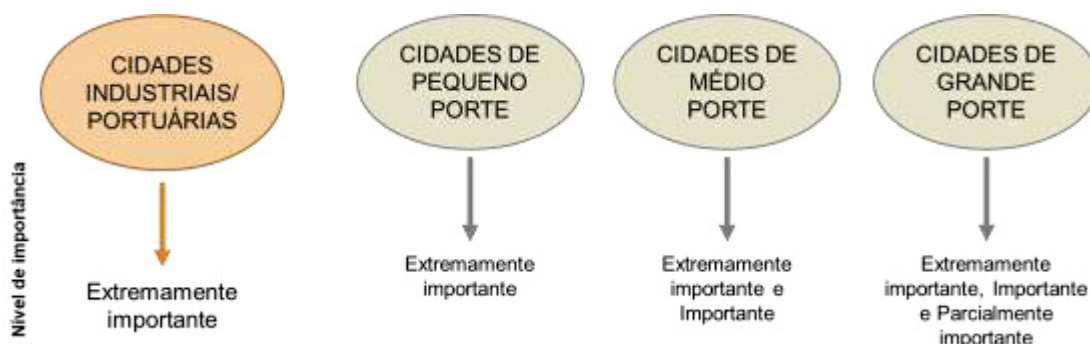 CIDADES
INDUSTRIAIS/
PORTUÁRIAS
CIDADES DE
PEQUENO
PORTE
CIDADES DE
MÉDIO
PORTE
CIDADES DE
GRANDE
PORTE
Nível de importância
Extremamente
importante
Extremamente
importante
Extremamente
importante e
Importante
Extremamente
importante, Importante
e Parcialmente
importante